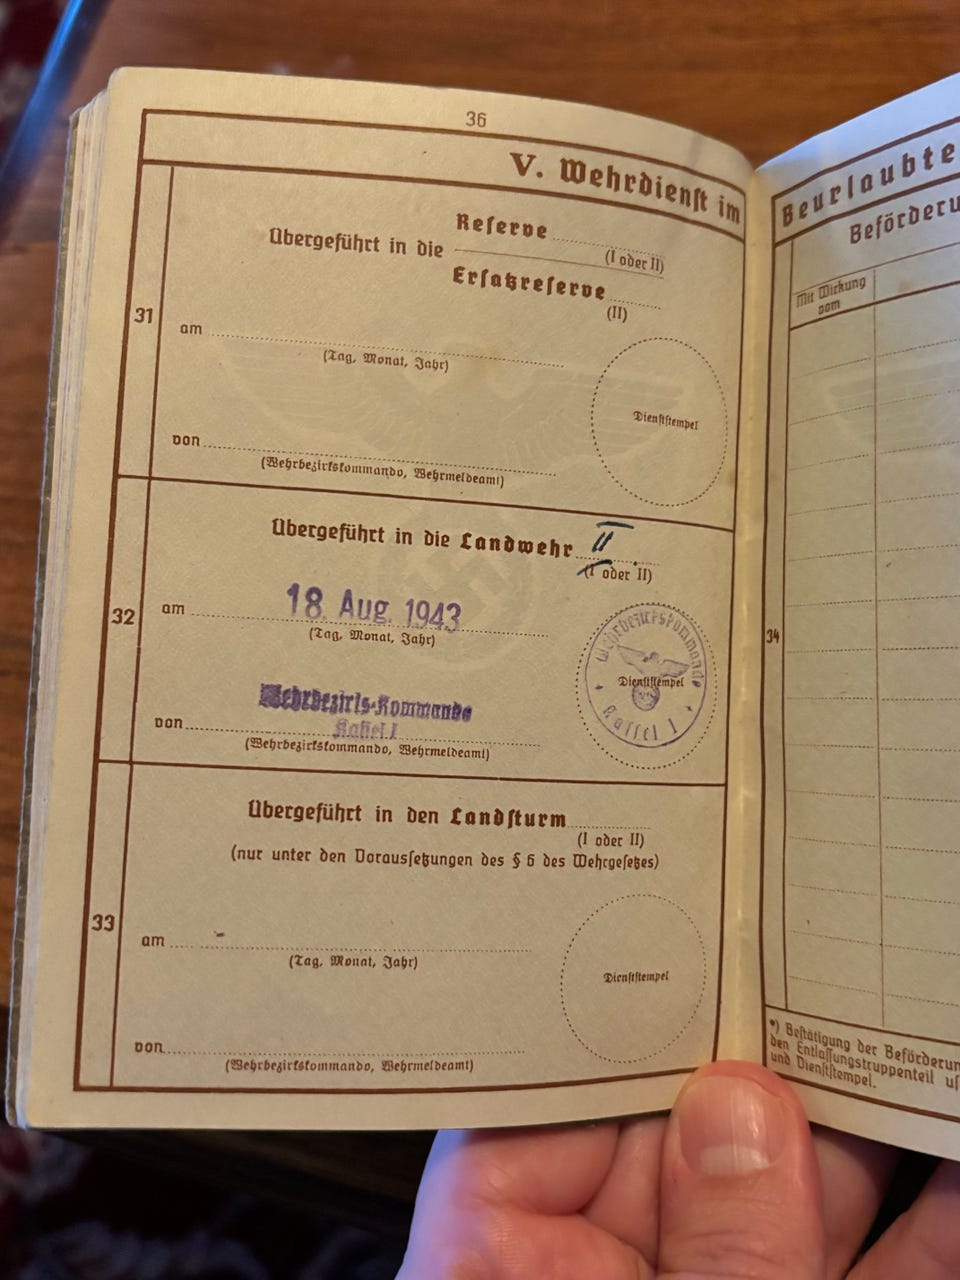 36
V. Wehrdienst im
Reserve
Übergeführt in die
(I oder II)
Ersatzreserve
(II)
31
am
(Tag, Monat, Jahr)
Dienststempel
von
(Wehrbezirkskommando, Wehrmeldeamt)
Übergeführt in die Landwehr II
(I oder II)
32
am 18. Aug. 1943
(Tag, Monat, Jahr)
Wehrbezirkskommando
Dienststempel
Kassel I
Wehrbezirks-Kommando
Kassel I
von
(Wehrbezirkskommando, Wehrmeldeamt)
Übergeführt in den Landsturm
(I oder II)
(nur unter den Voraussetzungen des § 6 des Wehrgesetzes)
33
am
(Tag, Monat, Jahr)
Dienststempel
von
(Wehrbezirkskommando, Wehrmeldeamt)
Beurlaubte
Beförderu
Mit Wirkung
vom
34
*) Bestätigung der Beförderun
den Entlassungstruppenteil us
und Dienststempel.